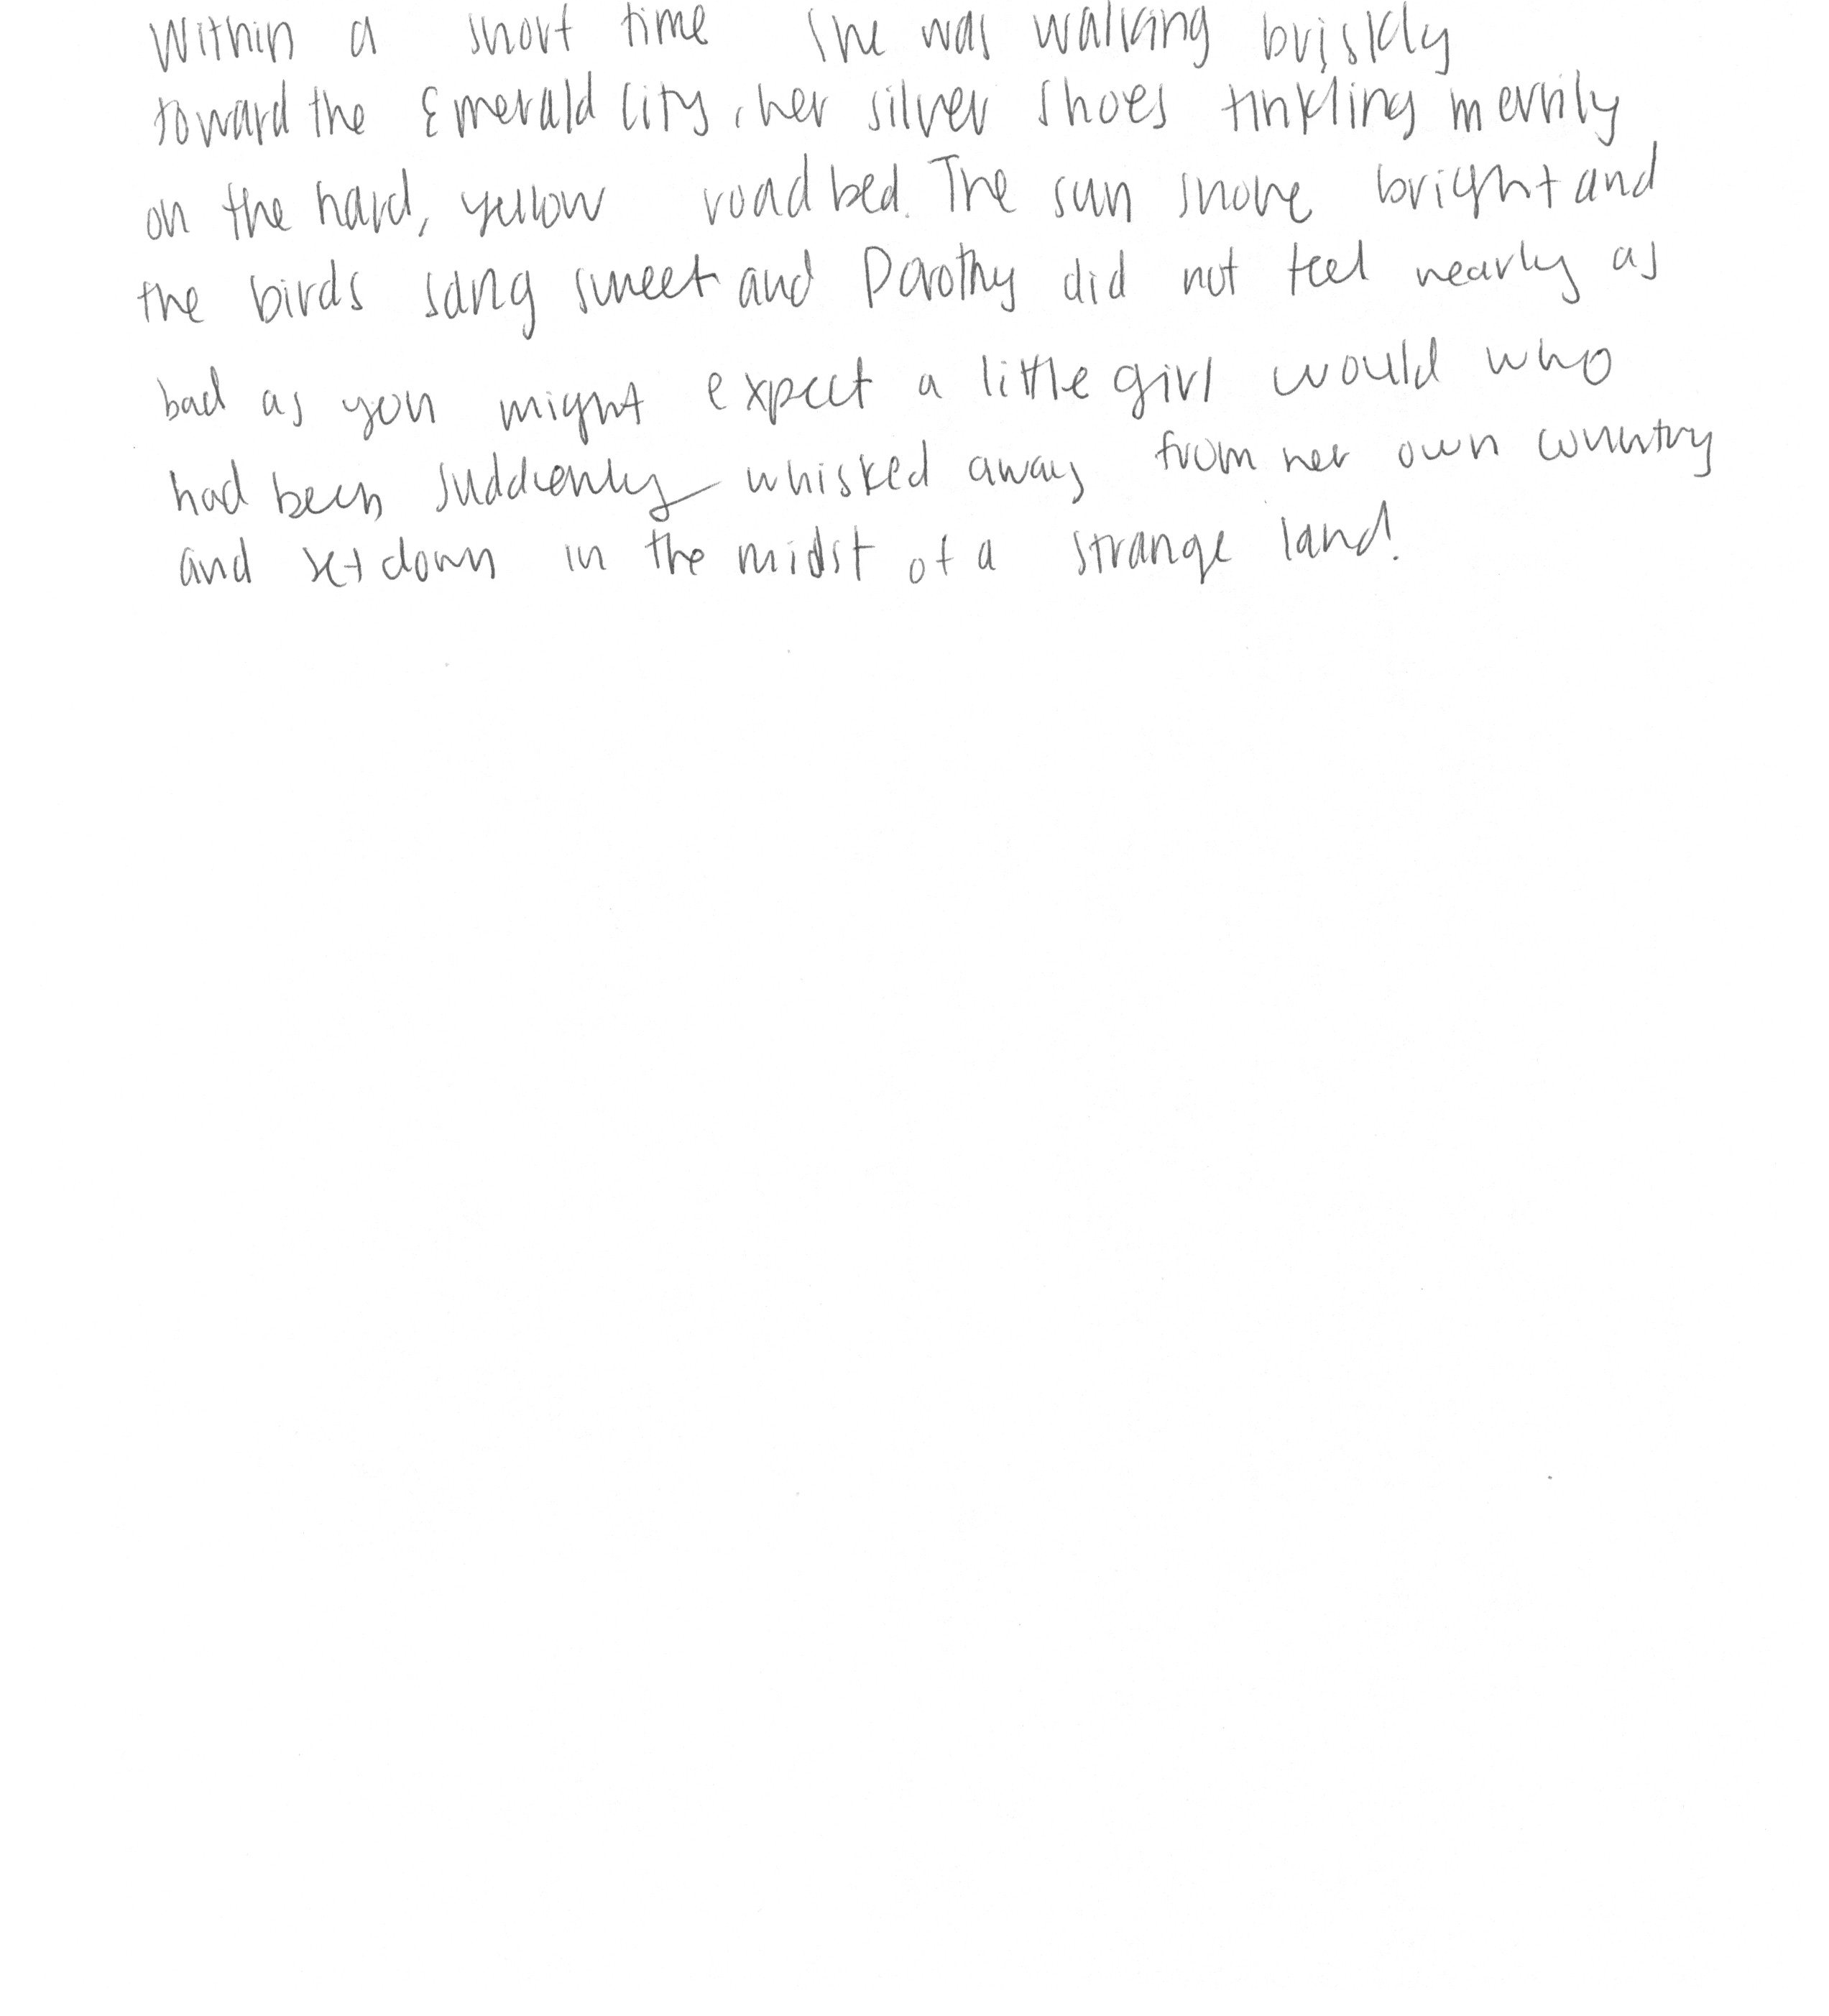 Within a short time she was walking briskly
toward the Emerald City, her silver shoes tinkling merrily
on the hard, yellow roadbed. The sun shone bright and
the birds sang sweet and Dorothy did not feel nearly as
bad as you might expect a little girl would who
had been suddenly whisked away from her own country
and set down in the midst of a strange land.